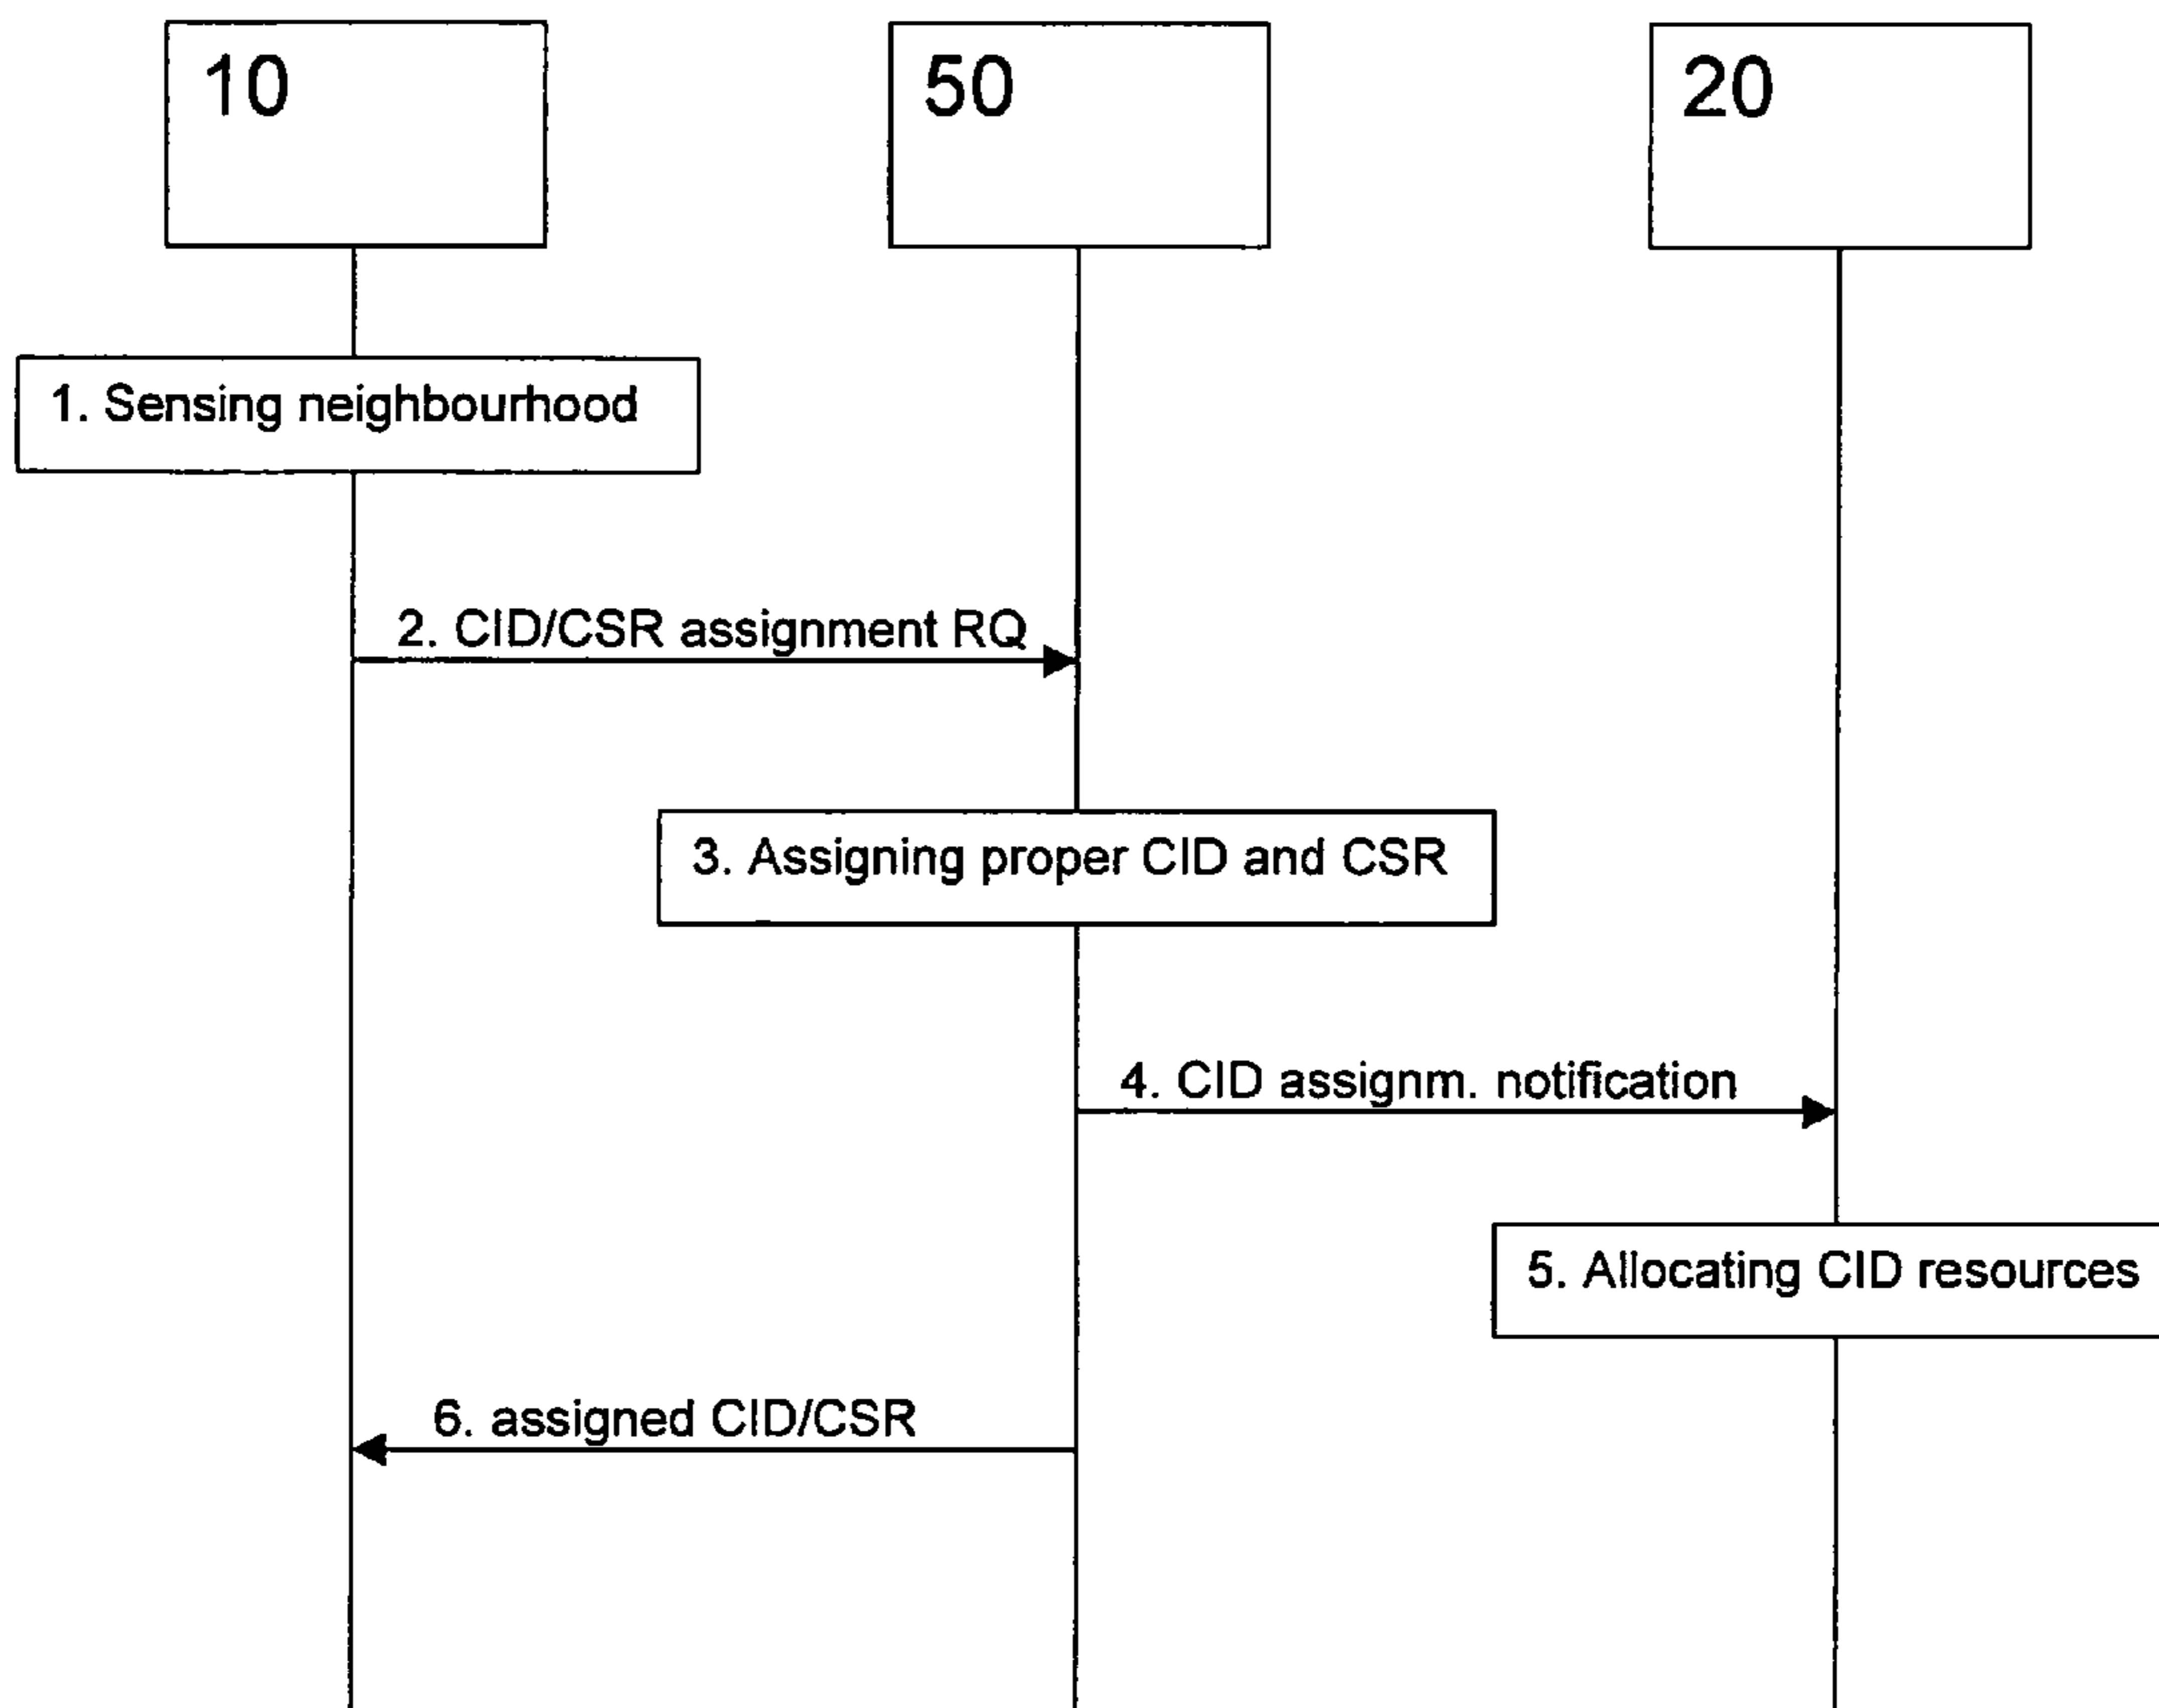 10
50
20
1. Sensing neighbourhood
2. CID/CSR assignment RQ
3. Assigning proper CID and CSR
4. CID assignm. notification
5. Allocating CID resources
6. assigned CID/CSR